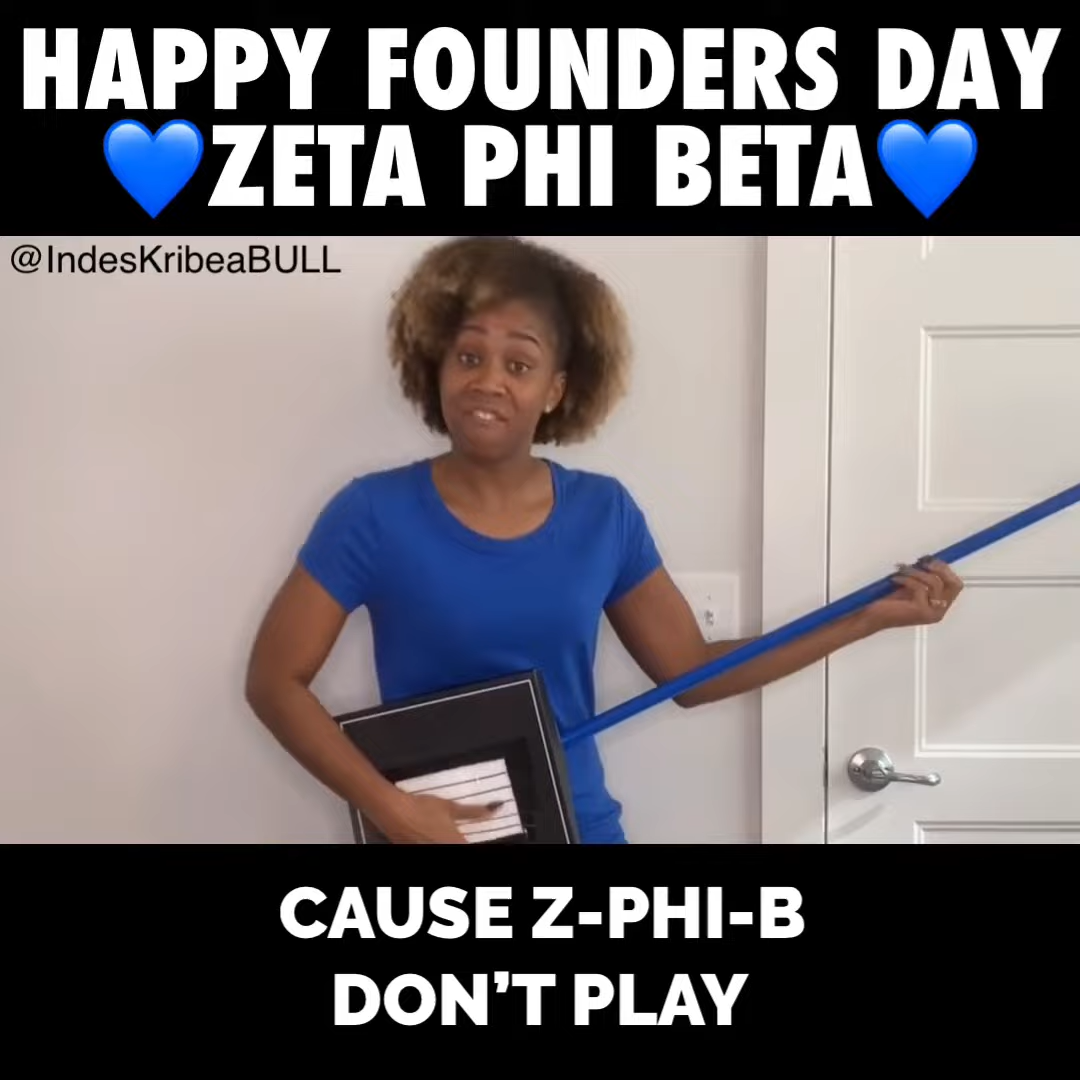 HAPPY FOUNDERS DAY
💙ZETA PHI BETA💙
@IndesKribeaBULL
CAUSE Z-PHI-B
DON'T PLAY